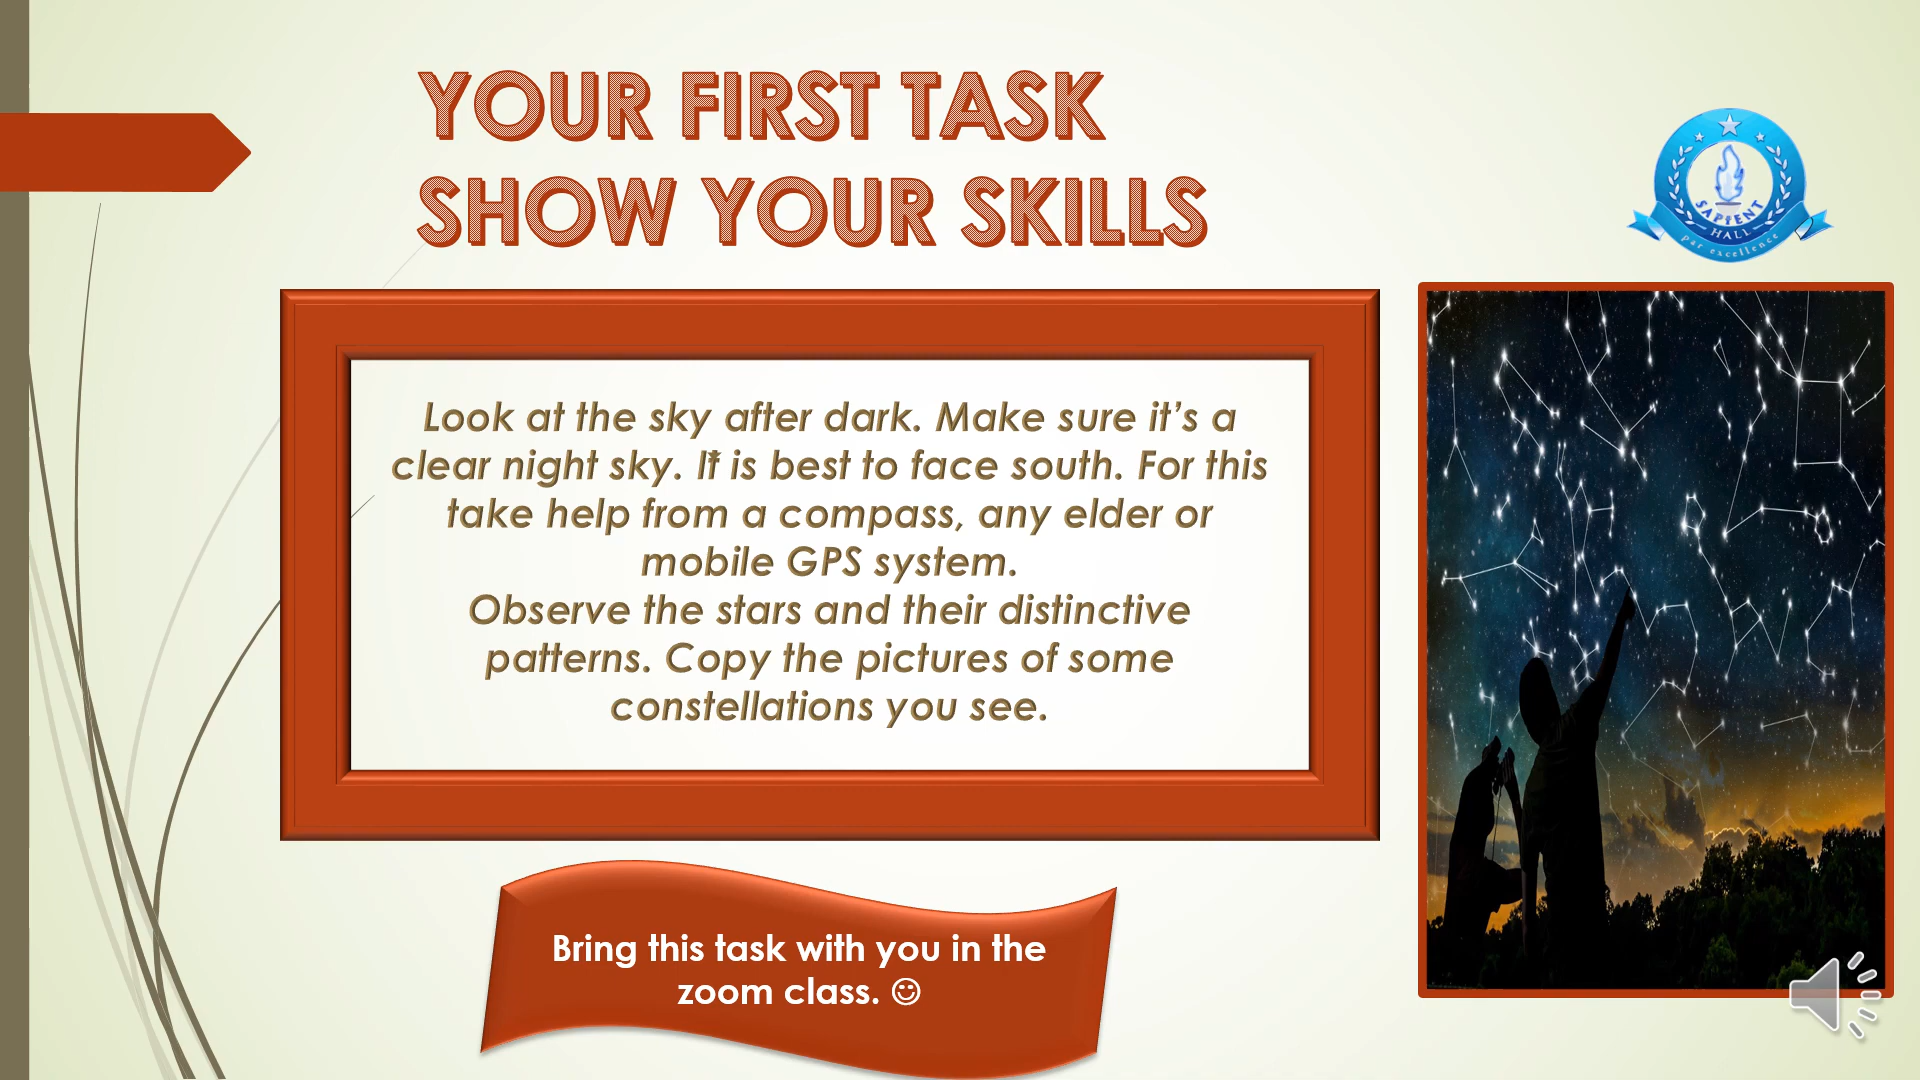 YOUR FIRST TASK
SHOW YOUR SKILLS
SAPIENT
HALL
par excellence
Look at the sky after dark. Make sure it’s a
clear night sky. It is best to face south. For this
take help from a compass, any elder or
mobile GPS system.
Observe the stars and their distinctive
patterns. Copy the pictures of some
constellations you see.
Bring this task with you in the
zoom class. ☺